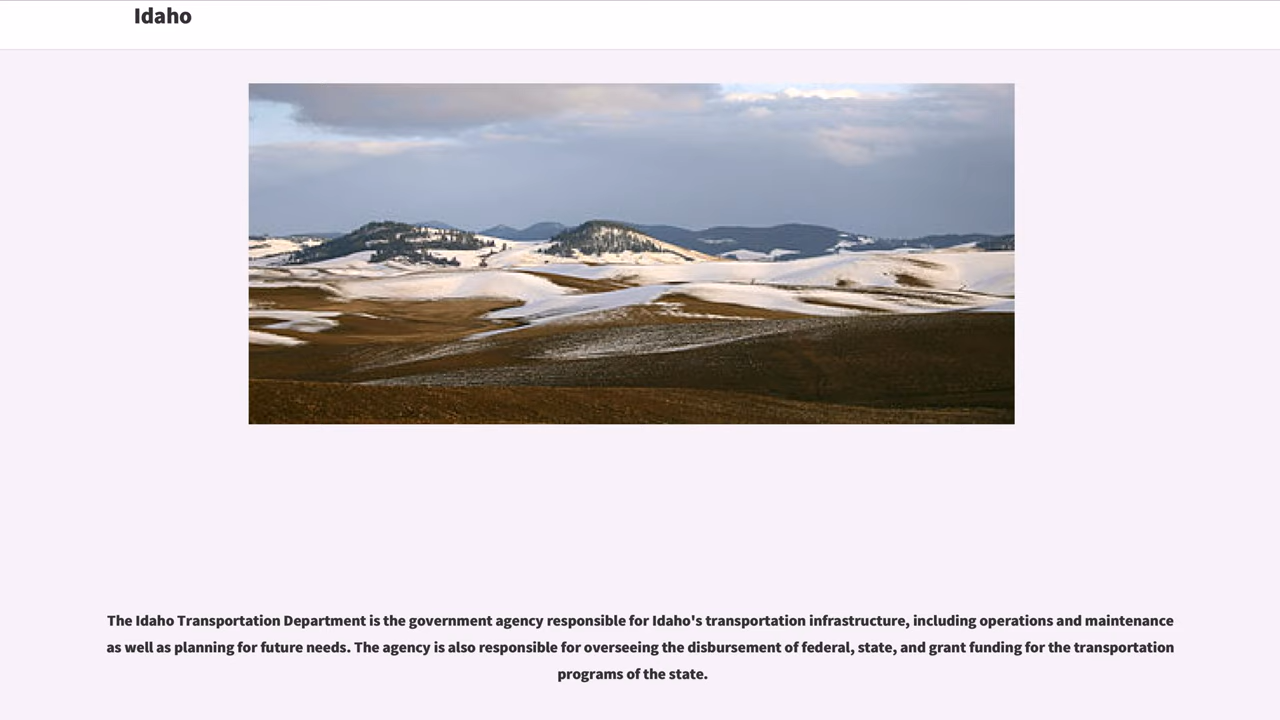 Idaho
The Idaho Transportation Department is the government agency responsible for Idaho's transportation infrastructure, including operations and maintenance
as well as planning for future needs. The agency is also responsible for overseeing the disbursement of federal, state, and grant funding for the transportation
programs of the state.